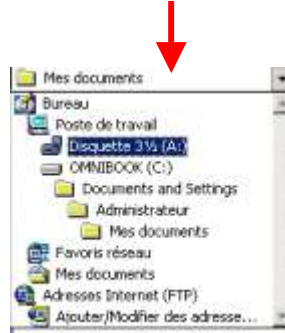 Mes documents
Bureau
Poste de travail
Disquette 3½ (A:)
OMNIBOOK (C:)
Documents and Settings
Administrateur
Mes documents
Favoris réseau
Mes documents
Adresses Internet (FTP)
Ajouter/Modifier des adresse...